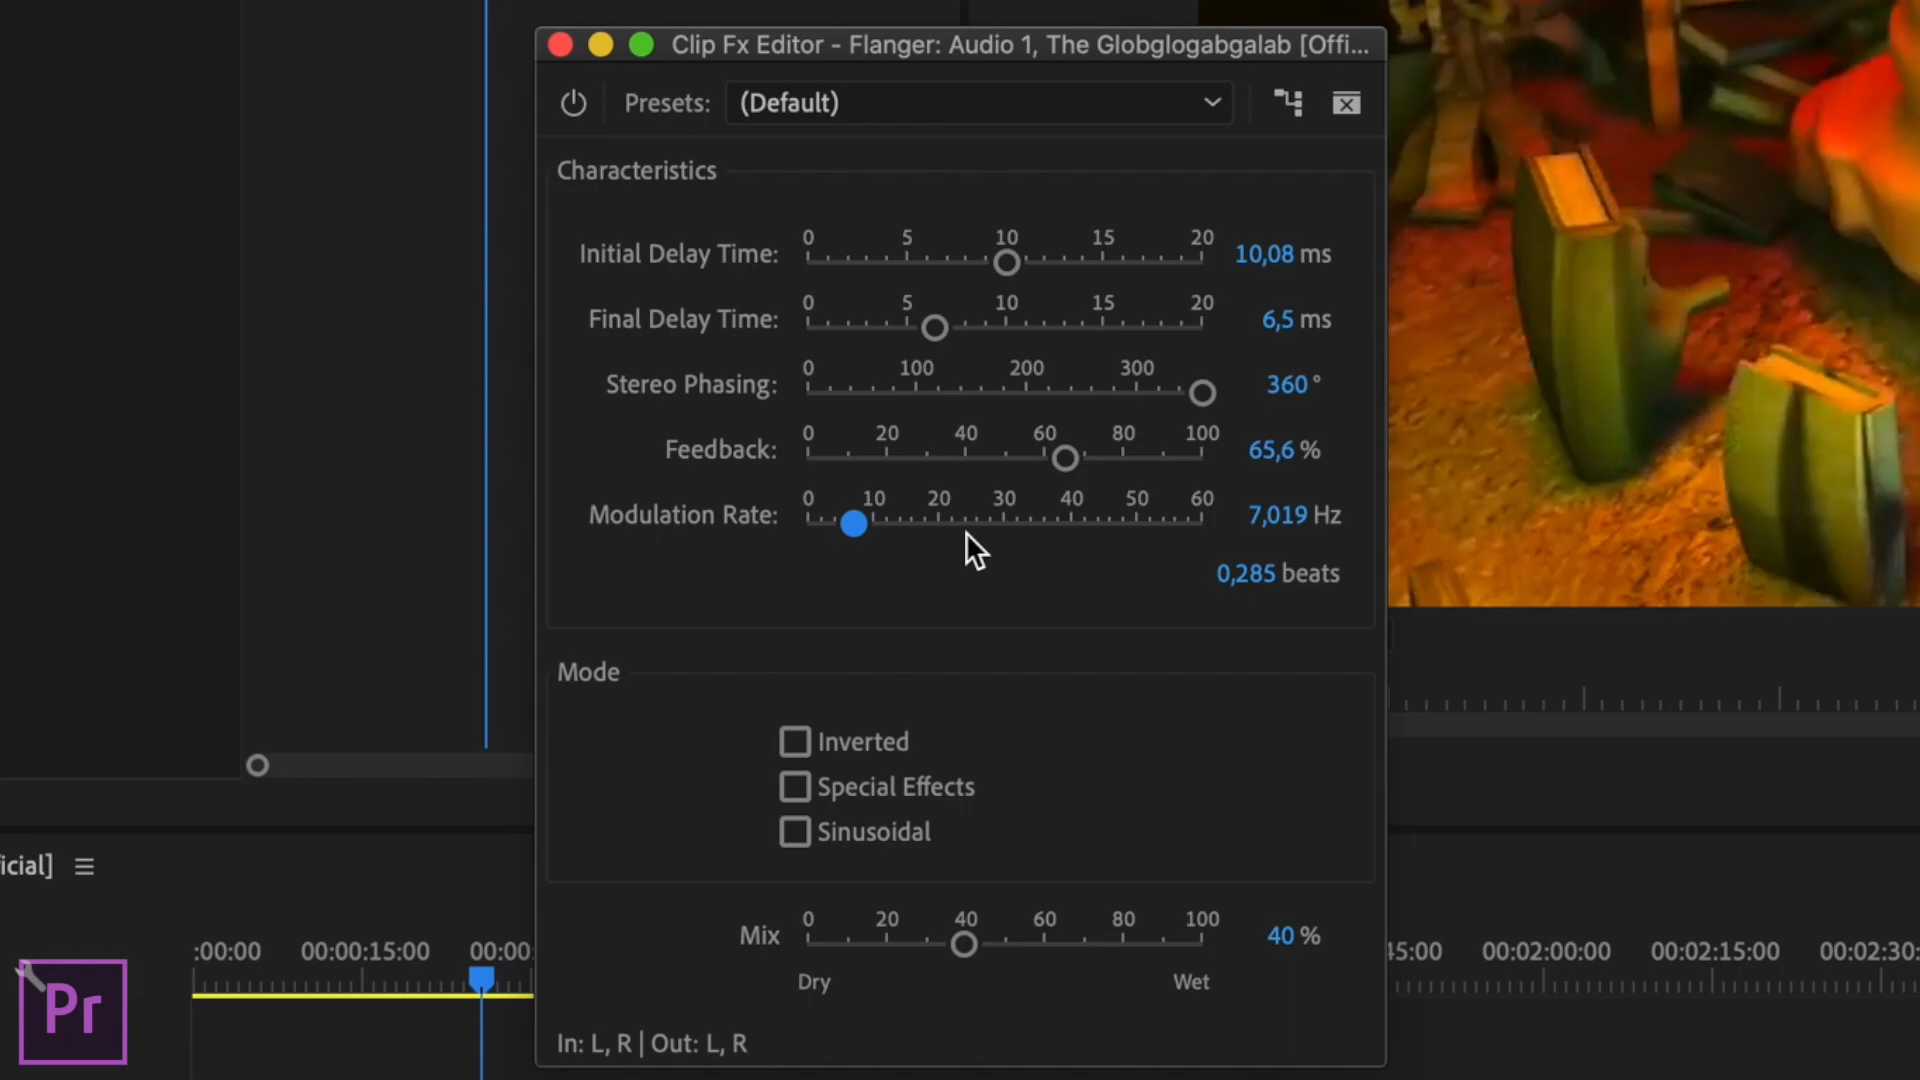 Clip Fx Editor - Flanger: Audio 1, The Globglogabgalab [Offi...
Presets: (Default)
Characteristics
0 5 10 15 20
Initial Delay Time: 10,08 ms
0 5 10 15 20
Final Delay Time: 6,5 ms
0 100 200 300
Stereo Phasing: 360 °
0 20 40 60 80 100
Feedback: 65,6 %
0 10 20 30 40 50 60
Modulation Rate: 7,019 Hz
0,285 beats
Mode
Inverted
Special Effects
Sinusoidal
0 20 40 60 80 100
Mix 40 %
Dry Wet
In: L, R | Out: L, R
icial]
:00:00 00:00:15:00 00:00: 45:00 00:02:00:00 00:02:15:00 00:02:30:
Pr